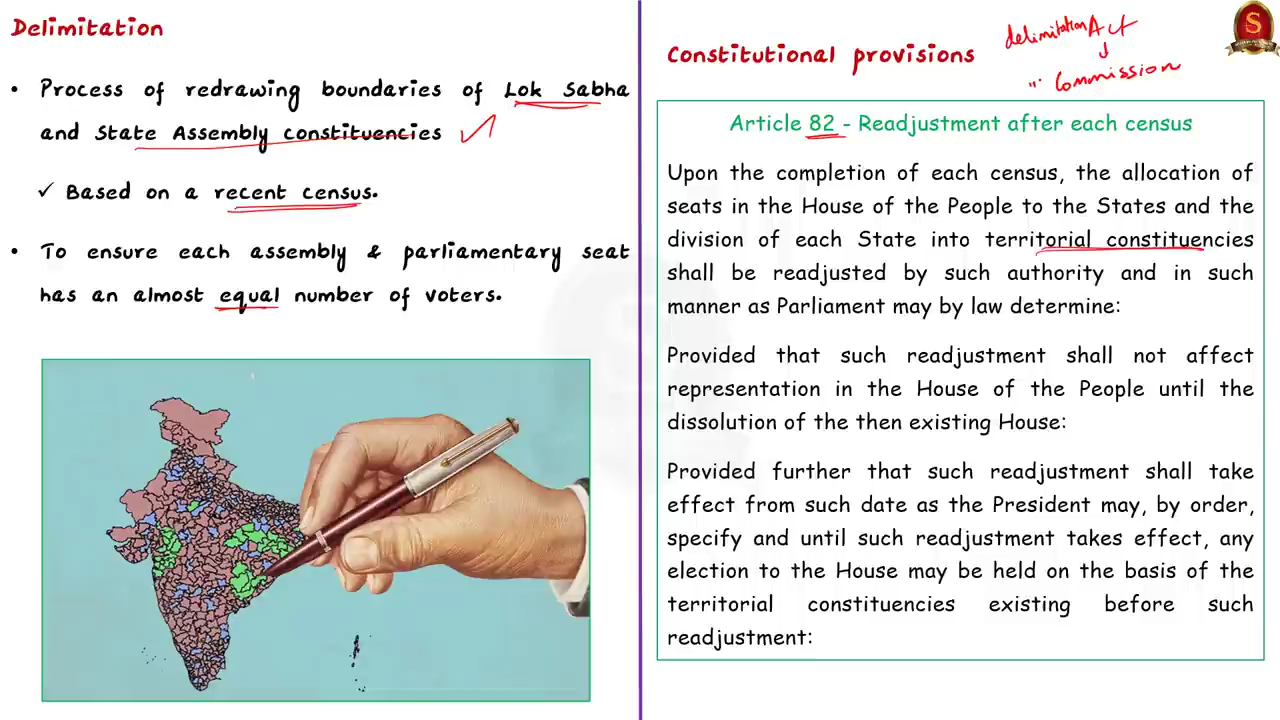 Delimitation
• Process of redrawing boundaries of Lok Sabha
and State Assembly constituencies
✓ Based on a recent census.
• To ensure each assembly & parliamentary seat
has an almost equal number of voters.
Constitutional provisions
delimitation Act
↓
" Commission
S
Article 82 - Readjustment after each census
Upon the completion of each census, the allocation of
seats in the House of the People to the States and the
division of each State into territorial constituencies
shall be readjusted by such authority and in such
manner as Parliament may by law determine:
Provided that such readjustment shall not affect
representation in the House of the People until the
dissolution of the then existing House:
Provided further that such readjustment shall take
effect from such date as the President may, by order,
specify and until such readjustment takes effect, any
election to the House may be held on the basis of the
territorial constituencies existing before such
readjustment: